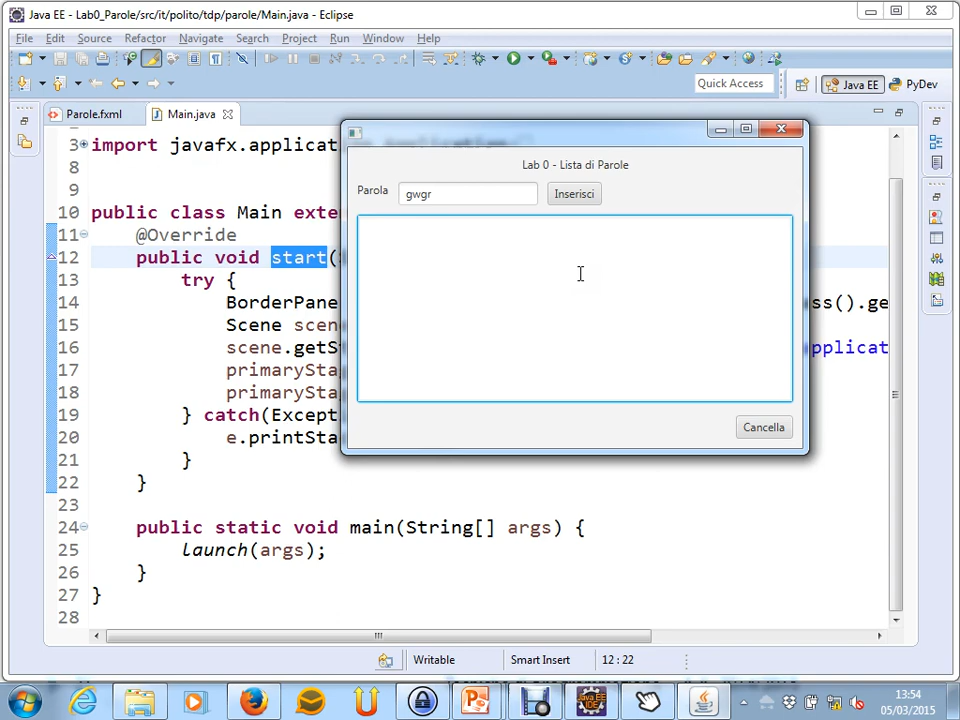 Java EE - Lab0_Parole/src/it/polito/tdp/parole/Main.java - Eclipse
File Edit Source Refactor Navigate Search Project Run Window Help
Quick Access
Java EE
PyDev
Parole.fxml
Main.java
3 import javafx.applicat
8
9
10 public class Main exte
11 @Override
12 public void start(
13 try {
14 BorderPane ss().ge
15 Scene scen
16 scene.getS pplicat
17 primarySta
18 primarySta
19 } catch(Except
20 e.printSta
21 }
22 }
23
24 public static void main(String[] args) {
25 launch(args);
26 }
27 }
28
Lab 0 - Lista di Parole
Parola gwgr Inserisci
Cancella
Writable Smart Insert 12 : 22
13:54
05/03/2015